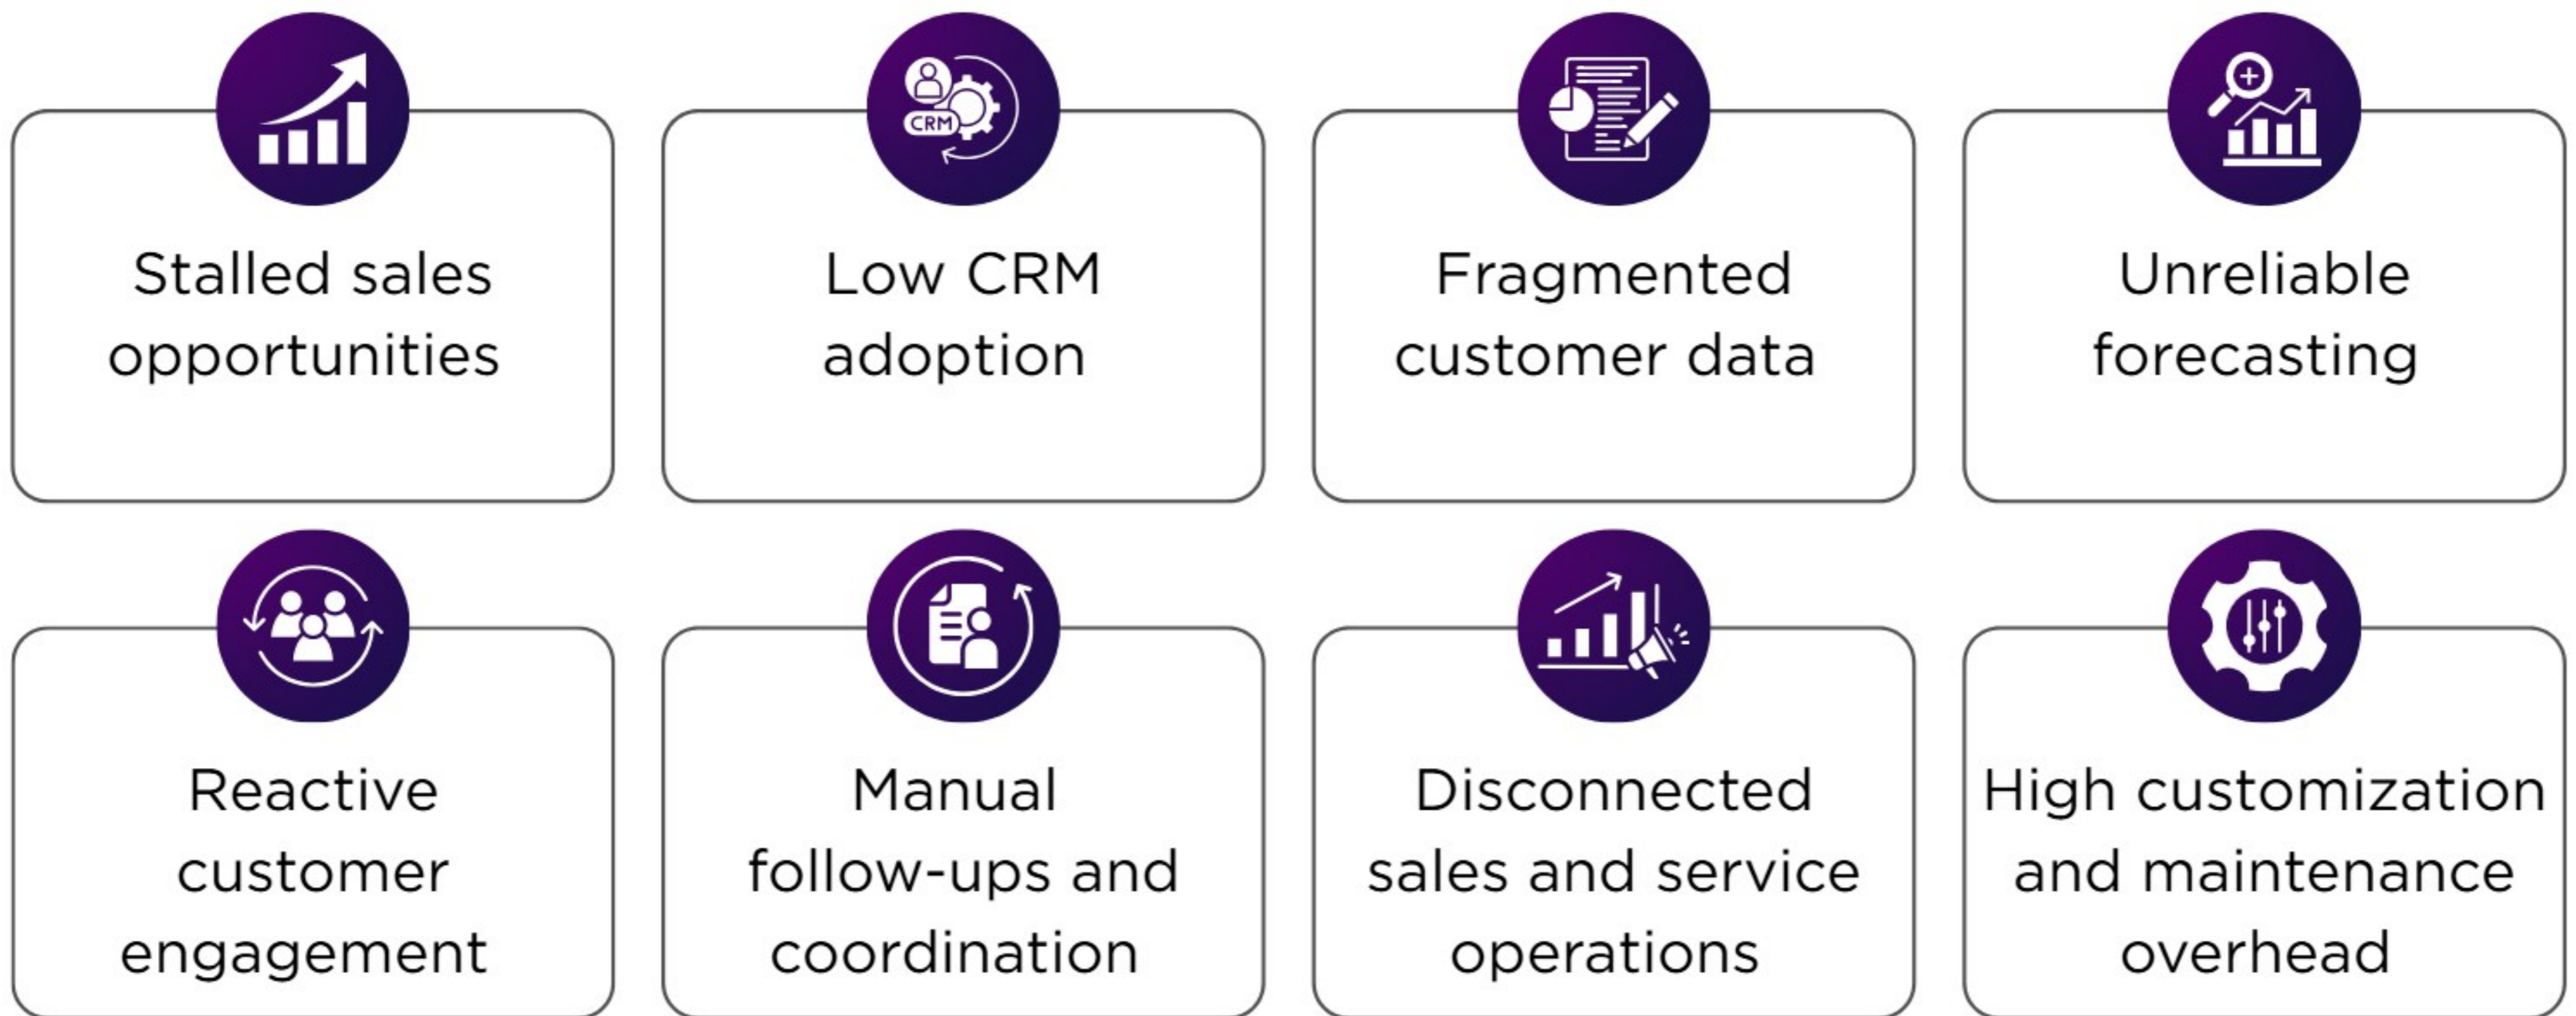 Stalled sales
opportunities
CRM
Low CRM
adoption
Fragmented
customer data
Unreliable
forecasting
Reactive
customer
engagement
Manual
follow-ups and
coordination
Disconnected
sales and service
operations
High customization
and maintenance
overhead